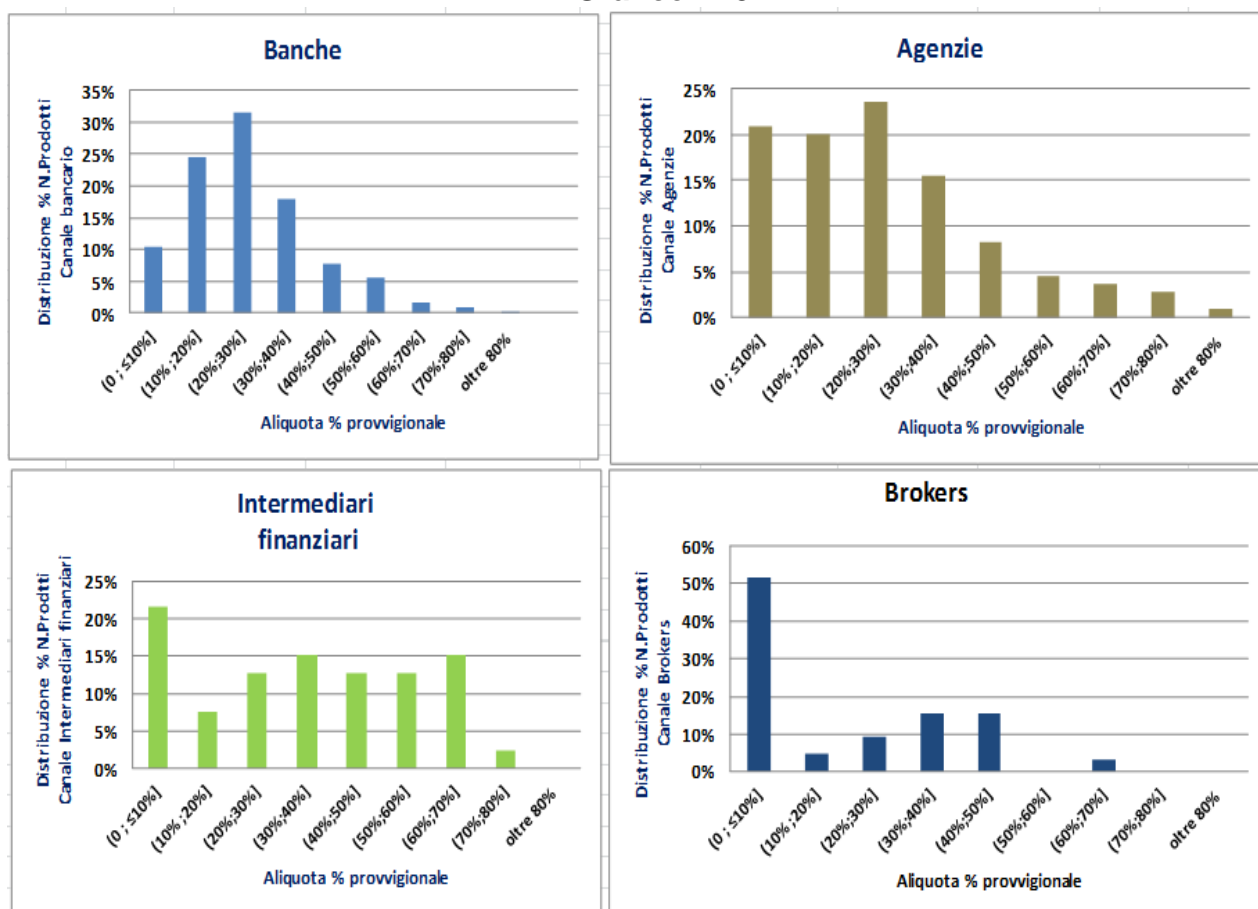 Banche
Distribuzione % N.Prodotti
Canale bancario
35%
30%
25%
20%
15%
10%
5%
0%
(0 ; ≤10%]
(10% ;20%]
(20%;30%]
(30%;40%]
(40%;50%]
(50%;60%]
(60%;70%]
(70%;80%]
oltre 80%
Aliquota % provvigionale
Agenzie
Distribuzione % N.Prodotti
Canale Agenzie
25%
20%
15%
10%
5%
0%
(0 ; ≤10%]
(10% ;20%]
(20%;30%]
(30%;40%]
(40%;50%]
(50%;60%]
(60%;70%]
(70%;80%]
oltre 80%
Aliquota % provvigionale
Intermediari
finanziari
Distribuzione % N.Prodtti
Canale Intermediari finanziari
25%
20%
15%
10%
5%
0%
(0 ; ≤10%]
(10% ;20%]
(20%;30%]
(30%;40%]
(40%;50%]
(50%;60%]
(60%;70%]
(70%;80%]
oltre 80%
Aliquota % provvigionale
Brokers
Distribuzione % N.Prodotti
Canale Brokers
60%
50%
40%
30%
20%
10%
0%
(0 ; ≤10%]
(10% ;20%]
(20%;30%]
(30%;40%]
(40%;50%]
(50%;60%]
(60%;70%]
(70%;80%]
oltre 80%
Aliquota % provvigionale